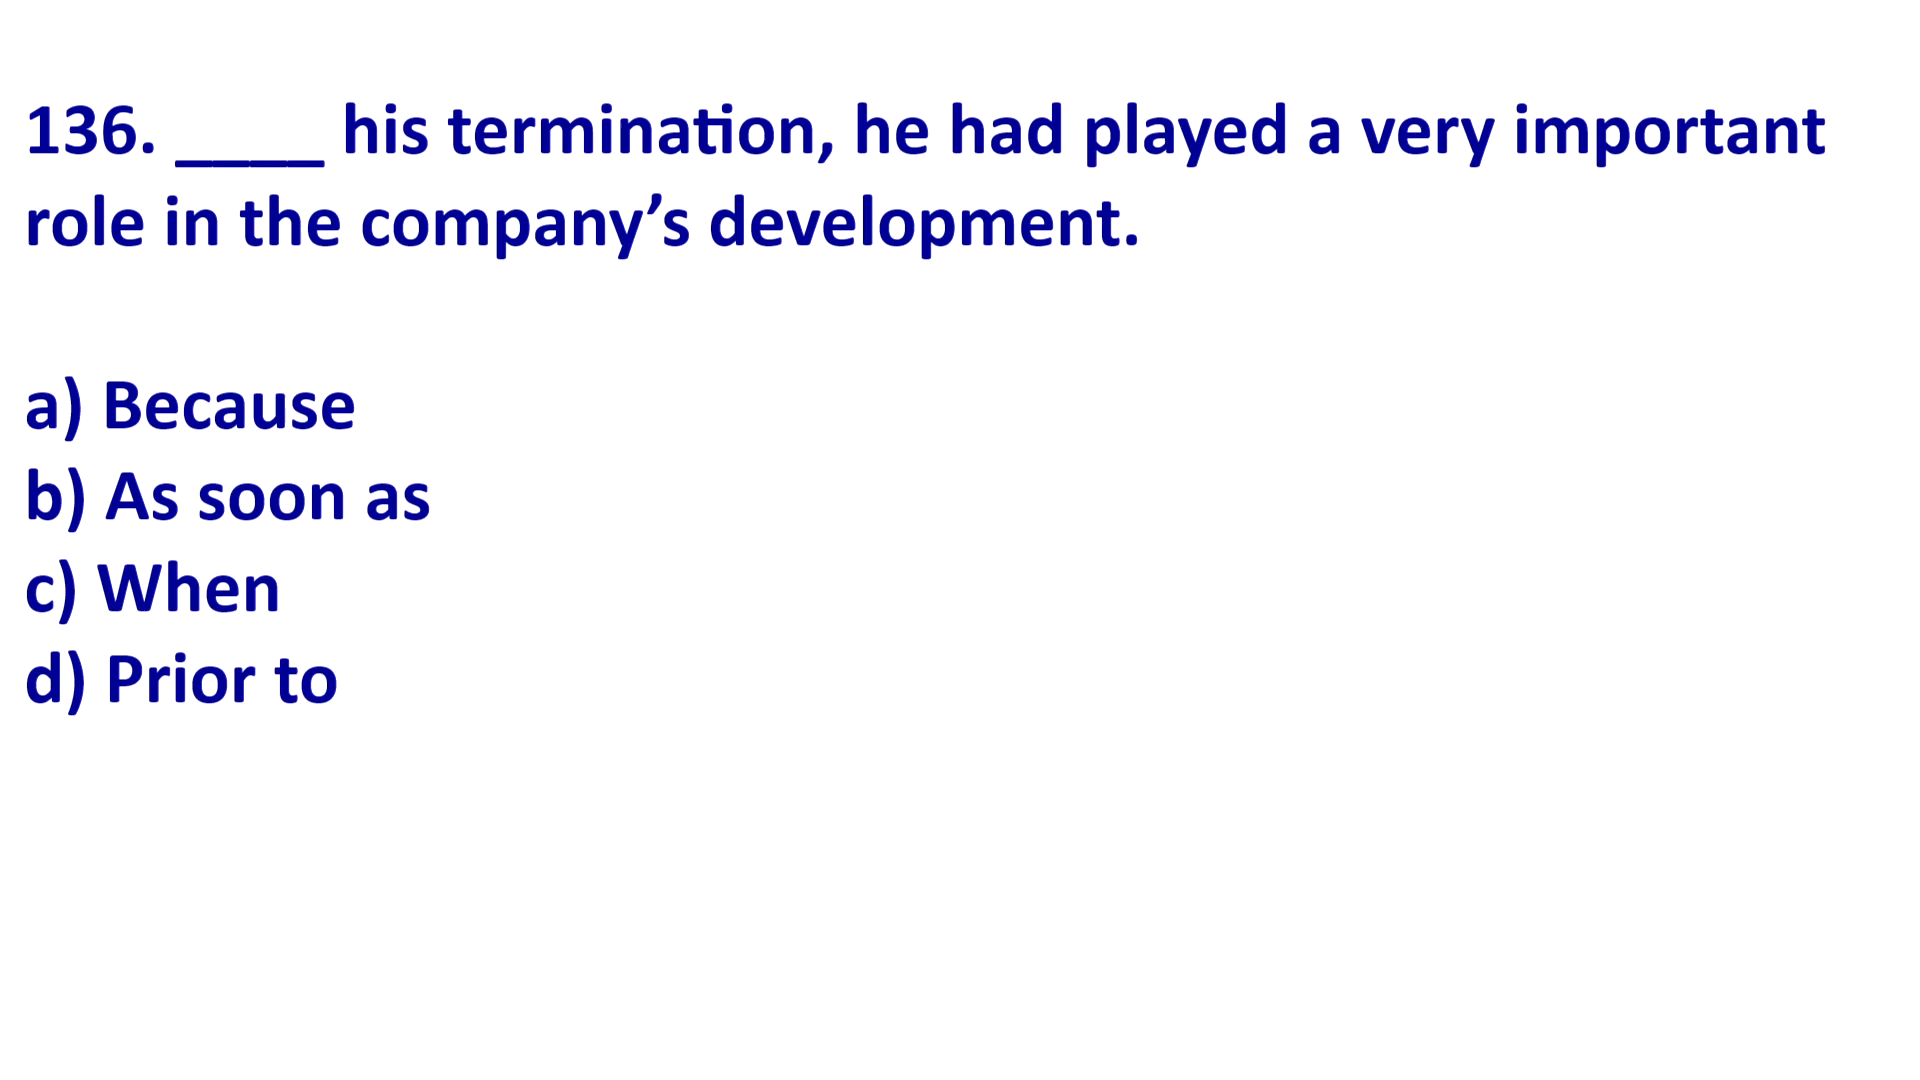 136. ____ his termination, he had played a very important
role in the company’s development.
a) Because
b) As soon as
c) When
d) Prior to